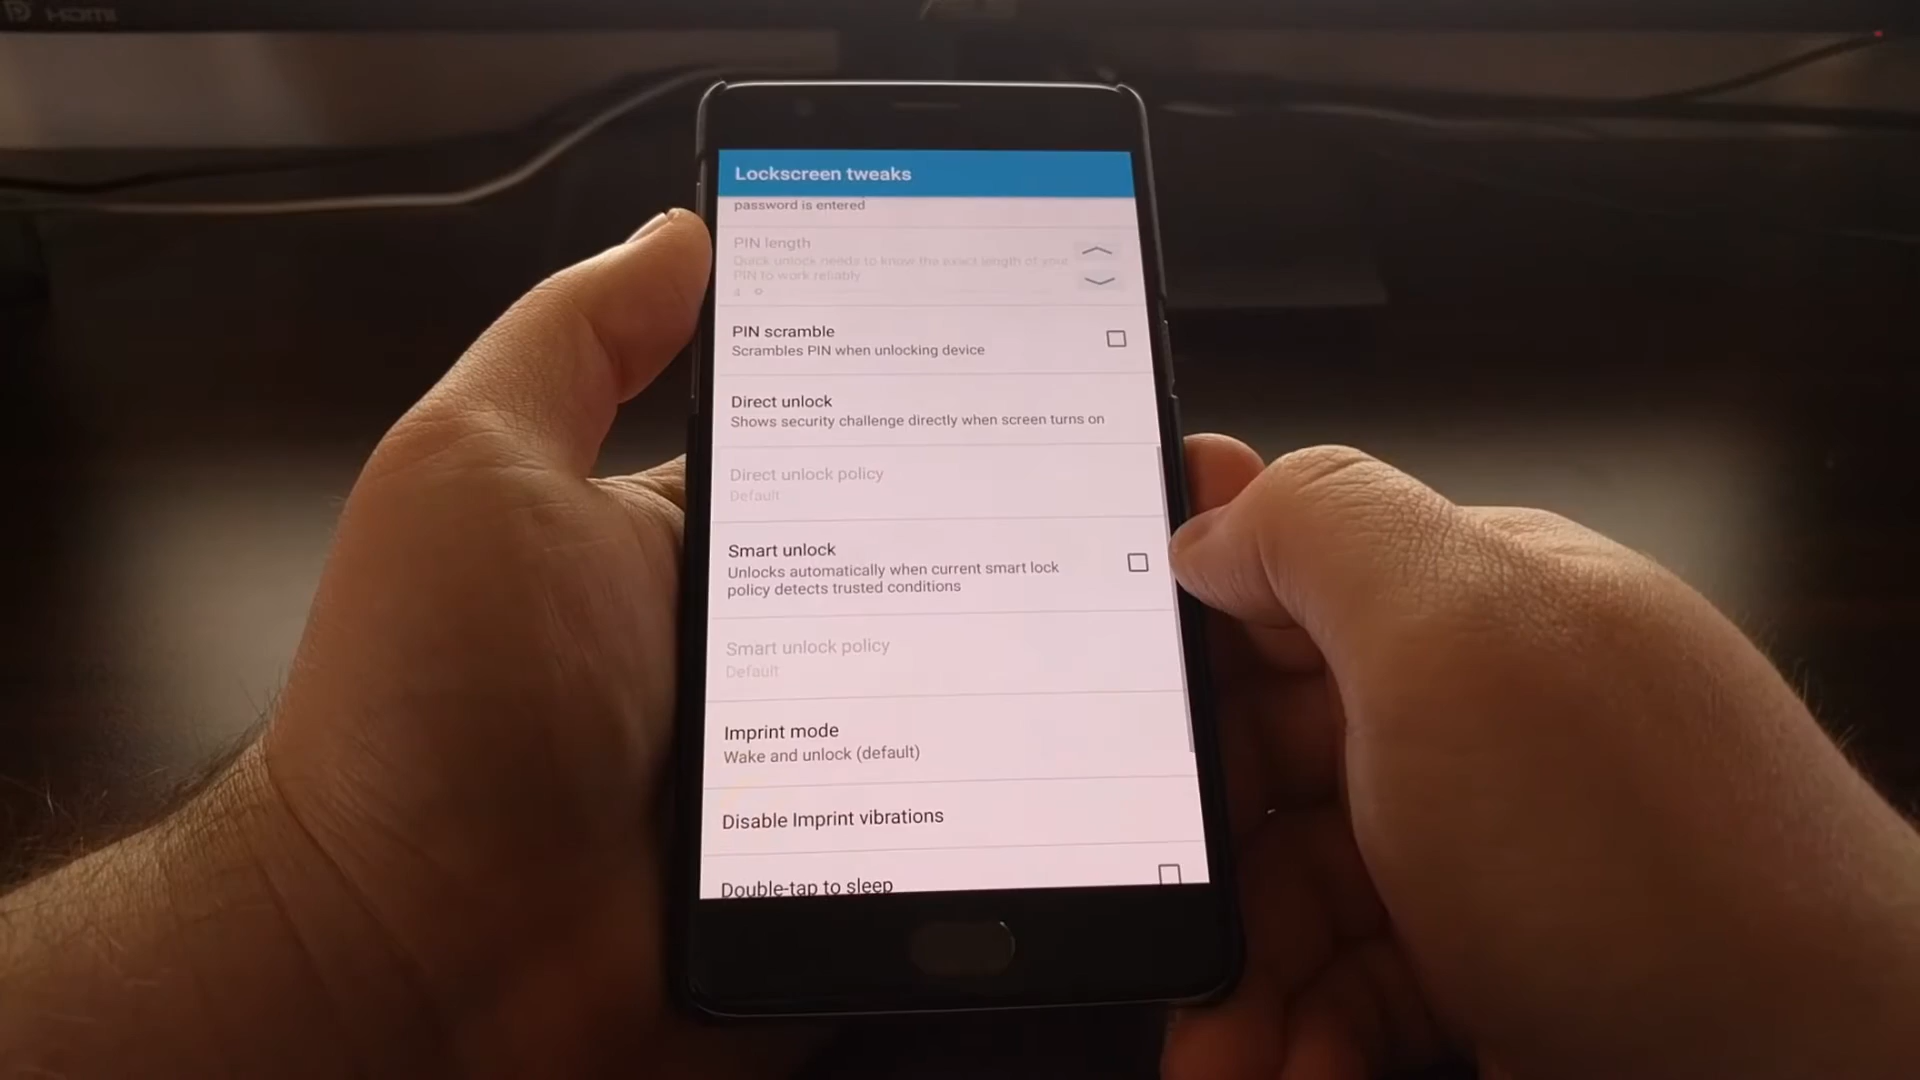 HDMI
Lockscreen tweaks
password is entered
PIN length
Quick unlock needs to know the exact length of your
PIN to work reliably
4
PIN scramble
Scrambles PIN when unlocking device
Direct unlock
Shows security challenge directly when screen turns on
Direct unlock policy
Default
Smart unlock
Unlocks automatically when current smart lock
policy detects trusted conditions
Smart unlock policy
Default
Imprint mode
Wake and unlock (default)
Disable Imprint vibrations
Double-tap to sleep